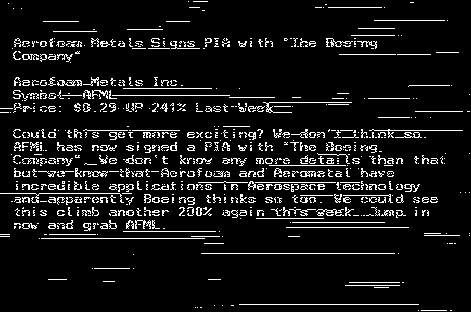 Aerofoam Metals Signs PIA with "The Boeing
Company"
Aerofoam Metals Inc.
Symbol: AFML
Price: $0.29 UP 241% Last Week
Could this get more exciting? We don't think so.
AFML has now signed a PIA with "The Boeing
Company". We don't know any more details than that
but we know that Aerofoam and Aerometal have
incredible applications in Aerospace technology
and apparently Boeing thinks so too. We could see
this climb another 200% again this week. Jump in
now and grab AFML.